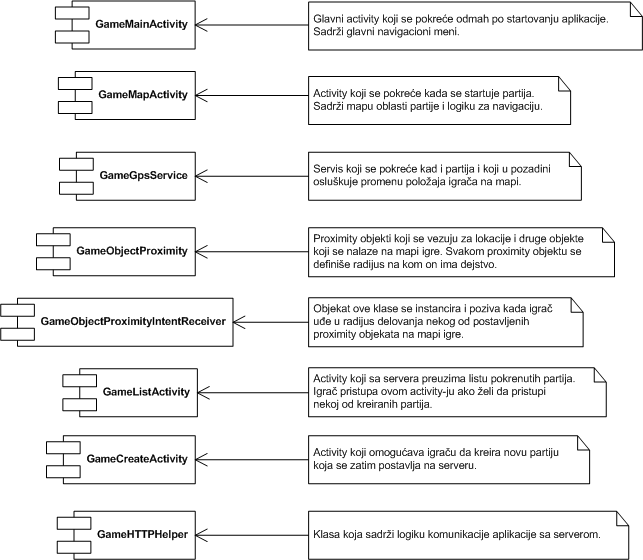 GameMainActivity
Glavni activity koji se pokreće odmah po startovanju aplikacije.
Sadrži glavni navigacioni meni.
GameMapActivity
Activity koji se pokreće kada se startuje partija.
Sadrži mapu oblasti partije i logiku za navigaciju.
GameGpsService
Servis koji se pokreće kad i partija i koji u pozadini
osluškuje promenu položaja igrača na mapi.
GameObjectProximity
Proximity objekti koji se vezuju za lokacije i druge objekte
koji se nalaze na mapi igre. Svakom proximity objektu se
definiše radijus na kom on ima dejstvo.
GameObjectProximityIntentReceiver
Objekat ove klase se instancira i poziva kada igrač
uđe u radijus delovanja nekog od postavljenih
proximity objekata na mapi igre.
GameListActivity
Activity koji sa servera preuzima listu pokrenutih partija.
Igrač pristupa ovom activity-ju ako želi da pristupi
nekoj od kreiranih partija.
GameCreateActivity
Activity koji omogućava igraču da kreira novu partiju
koja se zatim postavlja na serveru.
GameHTTPHelper
Klasa koja sadrži logiku komunikacije aplikacije sa serverom.